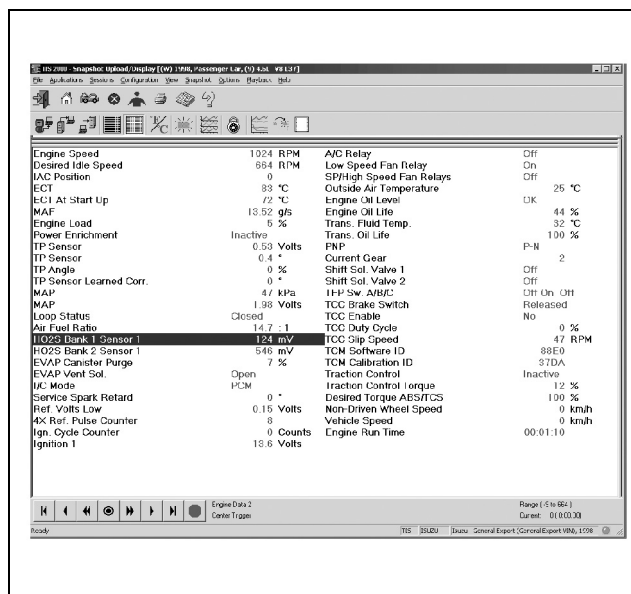 TIS 2000 - Snapshot Upload/Display [(W) 1998, Passenger Car, (V) 4.6L V8 L37]
File Applications Sessions Configuration View Snapshot Options Playback Help
Engine Speed 1024 RPM A/C Relay Off
Desired Idle Speed 664 RPM Low Speed Fan Relay On
IAC Position 0 SP/High Speed Fan Relays Off
ECT 83 °C Outside Air Temperature 25 °C
ECT At Start Up 72 °C Engine Oil Level OK
MAF 13.52 g/s Engine Oil Life 44 %
Engine Load 5 % Trans. Fluid Temp. 32 °C
Power Enrichment Inactive Trans. Oil Life 100 %
TP Sensor 0.53 Volts PNP P-N
TP Sensor 0.4 ° Current Gear 2
TP Angle 0 % Shift Sol. Valve 1 Off
TP Sensor Learned Corr. 0 ° Shift Sol. Valve 2 Off
MAP 47 kPa TFP Sw. A/B/C Off On Off
MAP 1.98 Volts TCC Brake Switch Released
Loop Status Closed TCC Enable No
Air Fuel Ratio 14.7 : 1 TCC Duty Cycle 0 %
HO2S Bank 1 Sensor 1 124 mV TCC Slip Speed 47 RPM
HO2S Bank 2 Sensor 1 546 mV TCM Software ID 88E0
EVAP Canister Purge 7 % TCM Calibration ID 37DA
EVAP Vent Sol. Open Traction Control Inactive
I/C Mode PCM Traction Control Torque 12 %
Service Spark Retard 0 ° Desired Torque ABS/TCS 100 %
Ref. Volts Low 0.15 Volts Non-Driven Wheel Speed 0 km/h
4X Ref. Pulse Counter 8 Vehicle Speed 0 km/h
Ign. Cycle Counter 0 Counts Engine Run Time 00:01:10
Ignition 1 13.6 Volts
Engine Data 2 Range (-5 to 664 )
Center Trigger Current: 0 ( 0:00.00)
Ready TIS ISUZU Isuzu General Export (General Export VIN), 1998